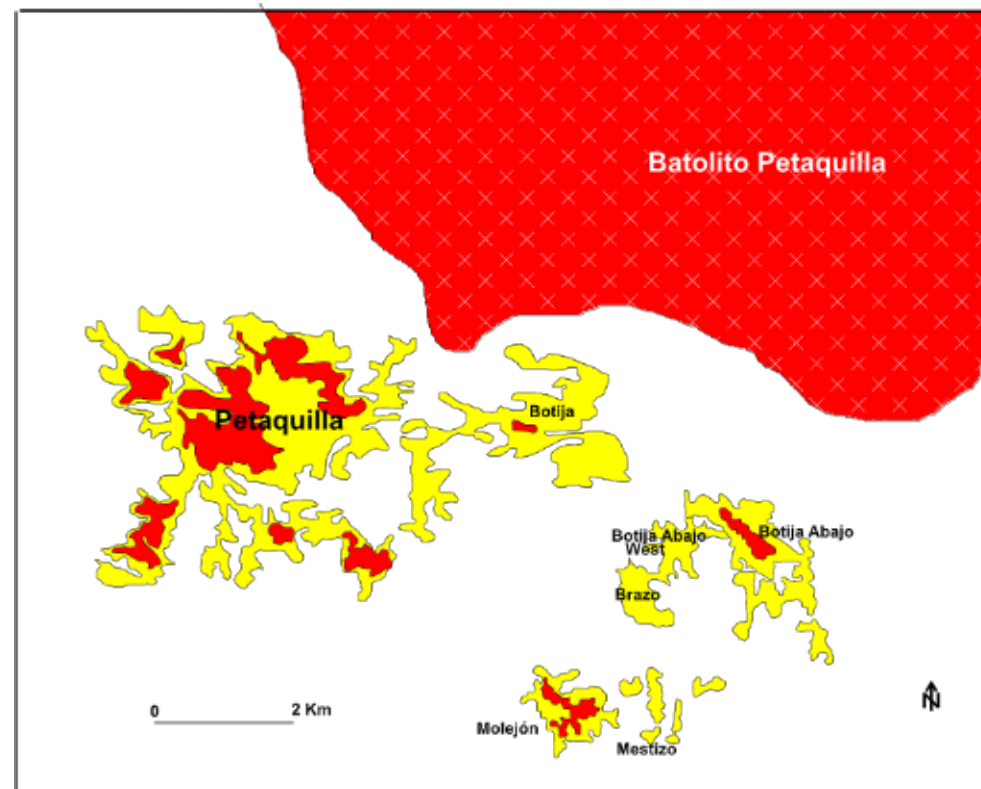 Batolito Petaquilla
Botija
Petaquilla
Botija Abajo
West
Botija Abajo
Brazo
0
2 Km
N
Molejón
Mestizo